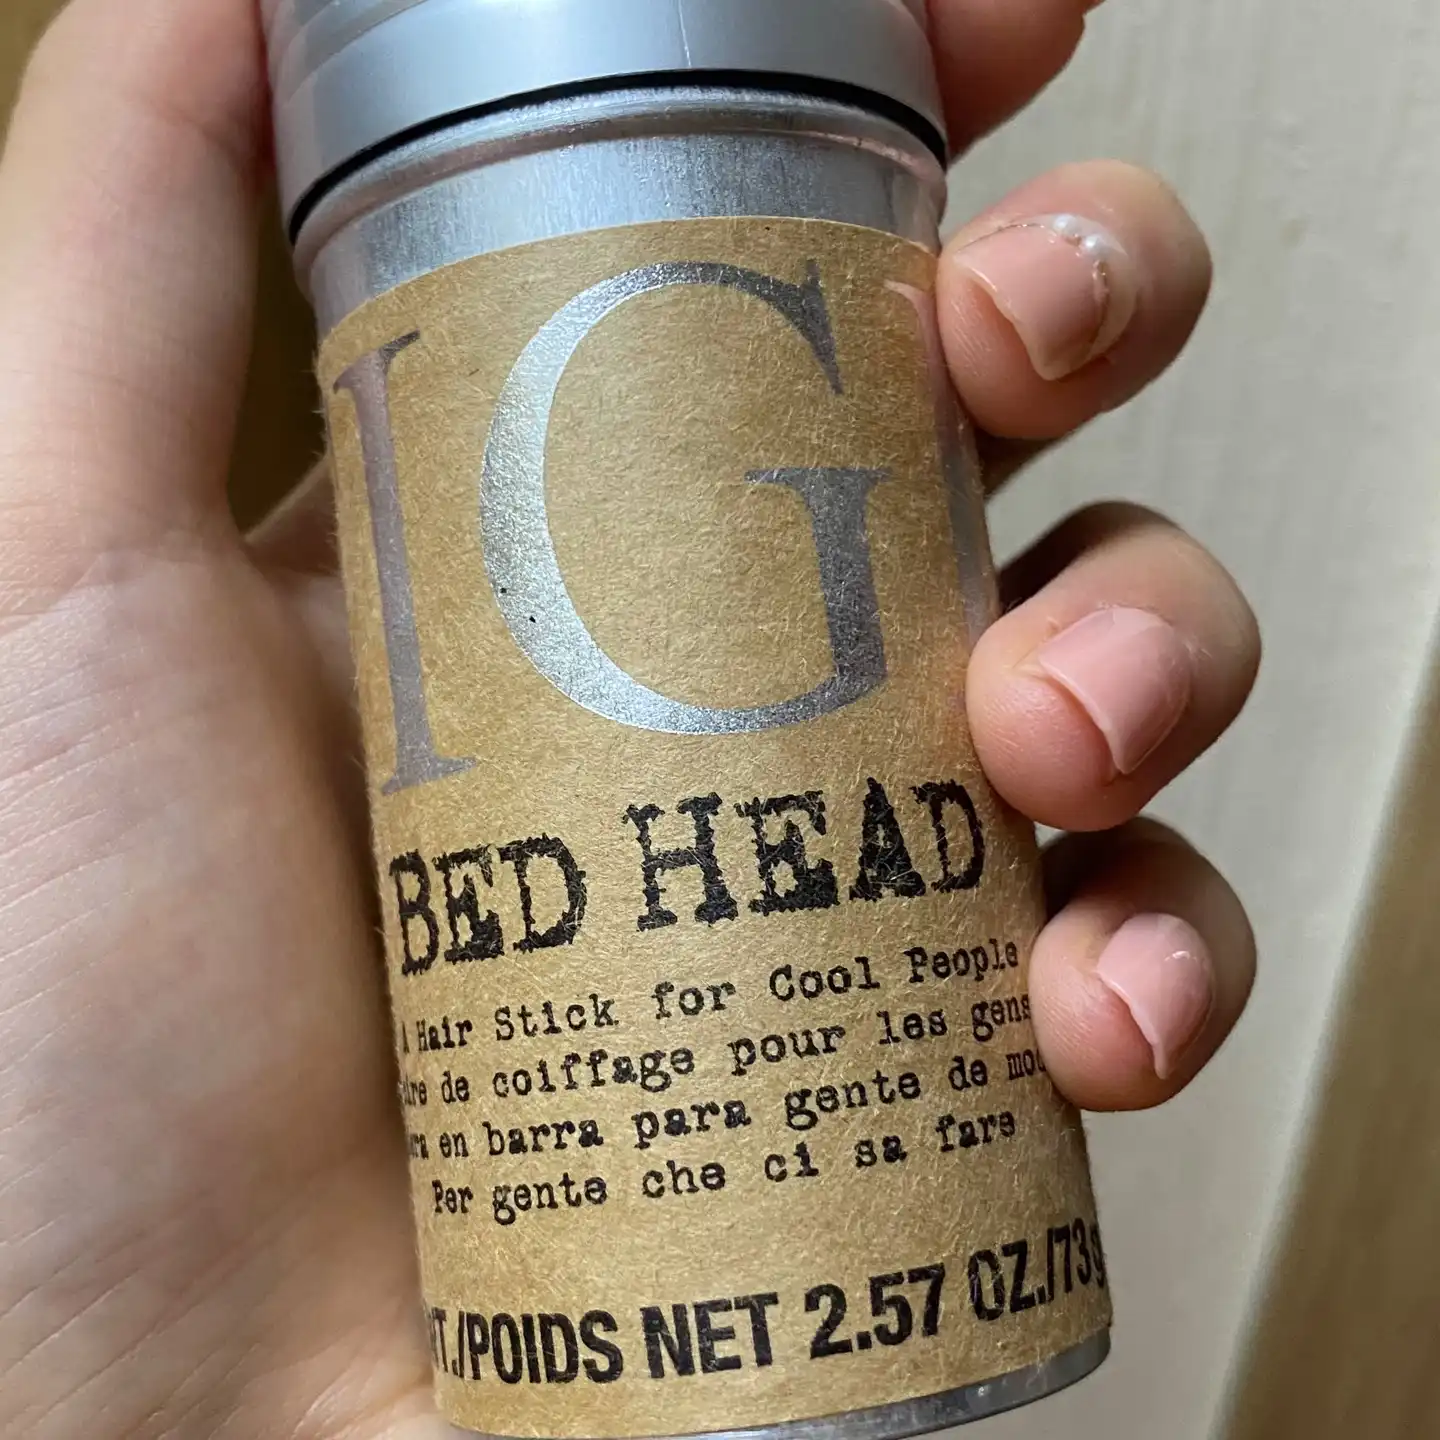 IG
BED HEAD
A Hair Stick for Cool People
de coiffage pour les gens
en barra para gente de
Per gente che ci sa fare
/POIDS NET 2.57 OZ./73g